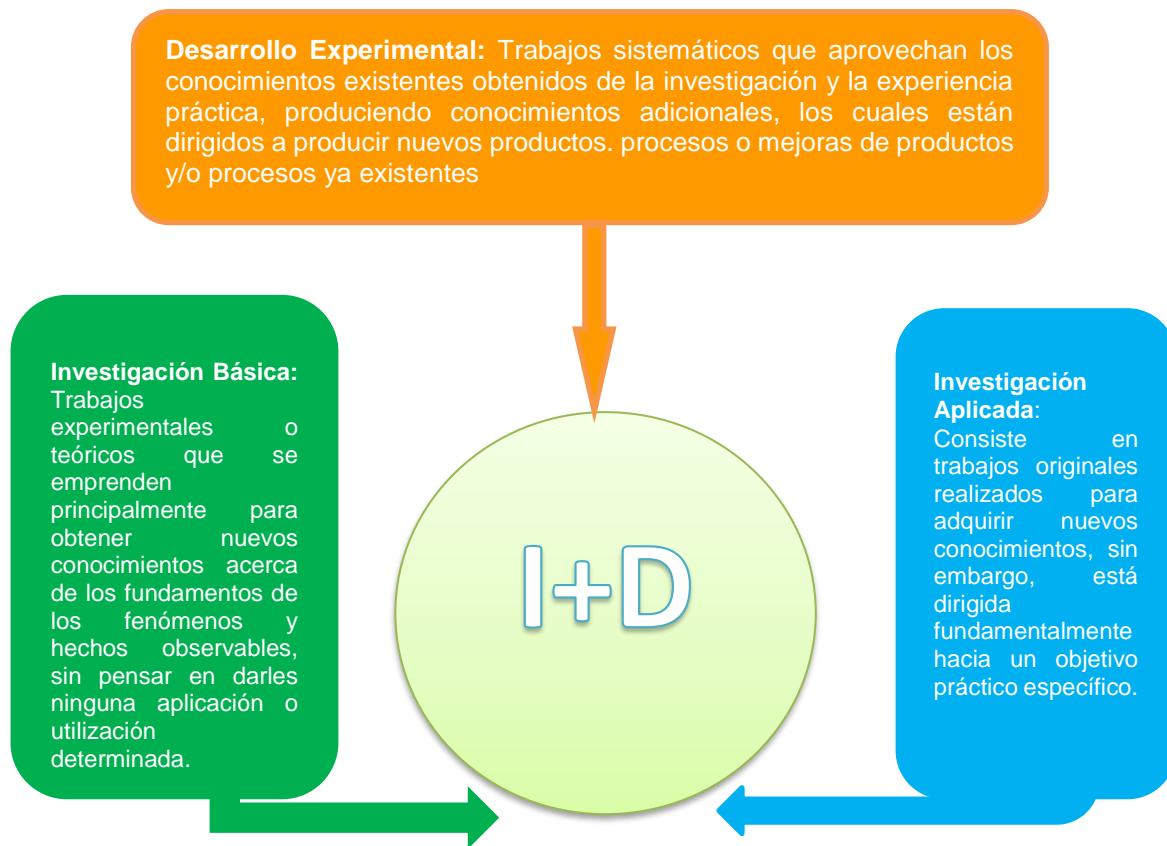 Desarrollo Experimental: Trabajos sistemáticos que aprovechan los
conocimientos existentes obtenidos de la investigación y la experiencia
práctica, produciendo conocimientos adicionales, los cuales están
dirigidos a producir nuevos productos. procesos o mejoras de productos
y/o procesos ya existentes
Investigación Básica:
Trabajos
experimentales o
teóricos que se
emprenden
principalmente para
obtener nuevos
conocimientos acerca
de los fundamentos de
los fenómenos y
hechos observables,
sin pensar en darles
ninguna aplicación o
utilización
determinada.
I+D
Investigación
Aplicada:
Consiste en
trabajos originales
realizados para
adquirir nuevos
conocimientos, sin
embargo, está
dirigida
fundamentalmente
hacia un objetivo
práctico específico.